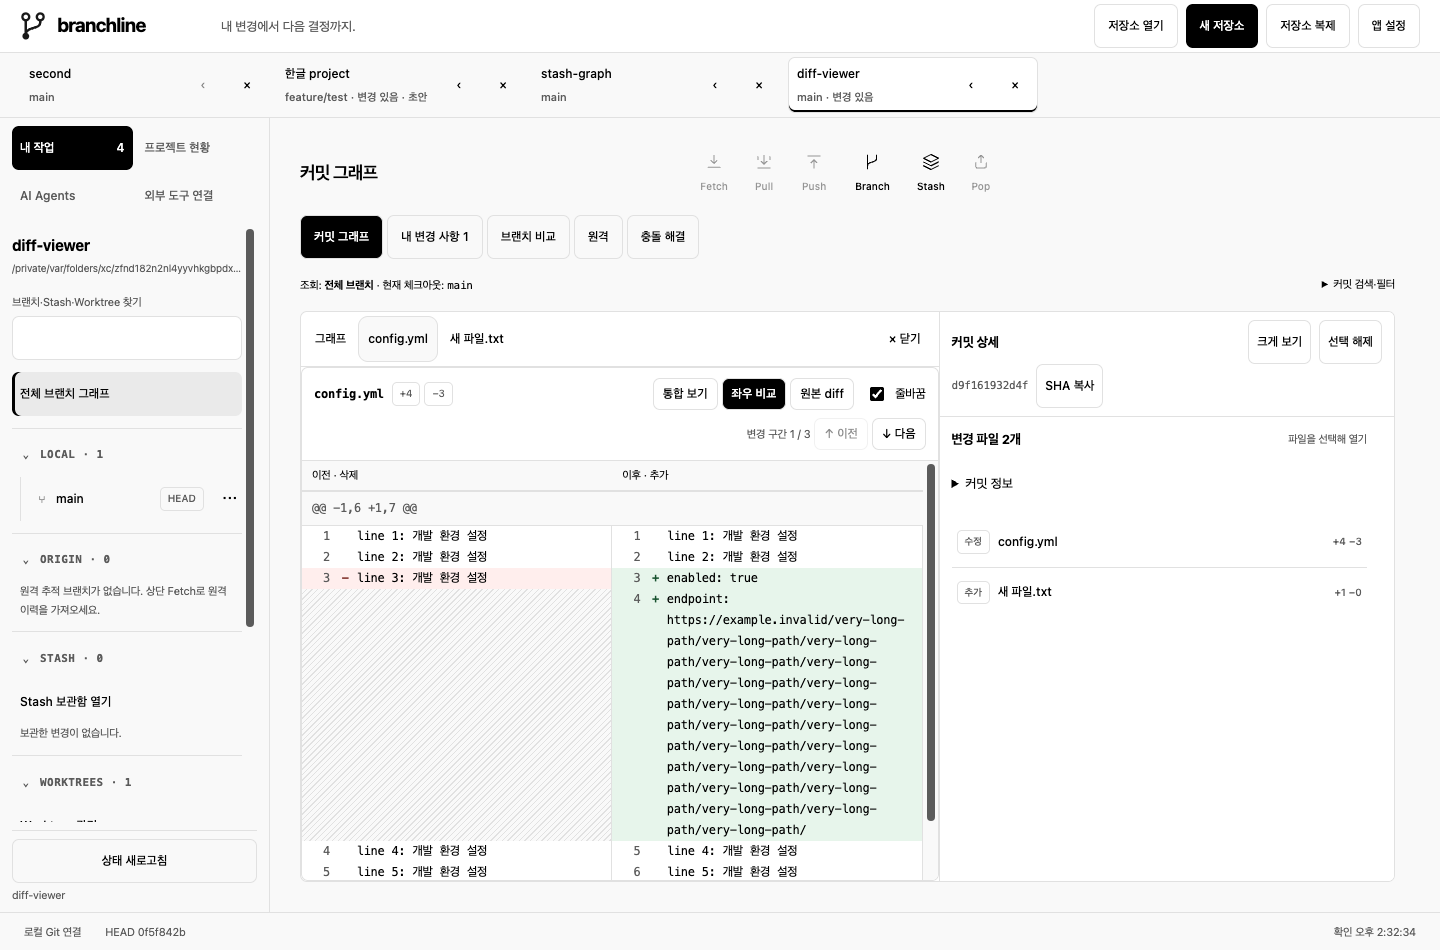 branchline
내 변경에서 다음 결정까지.
저장소 열기
새 저장소
저장소 복제
앱 설정
second
main
‹
×
한글 project
feature/test · 변경 있음 · 초안
‹
×
stash-graph
main
‹
×
diff-viewer
main · 변경 있음
‹
×
내 작업 4
프로젝트 현황
AI Agents
외부 도구 연결
diff-viewer
/private/var/folders/xc/zfnd182n2nl4yyvhkgbpdx...
브랜치·Stash·Worktree 찾기
전체 브랜치 그래프
LOCAL · 1
main
HEAD
ORIGIN · 0
원격 추적 브랜치가 없습니다. 상단 Fetch로 원격
이력을 가져오세요.
STASH · 0
Stash 보관함 열기
보관한 변경이 없습니다.
WORKTREES · 1
상태 새로고침
diff-viewer
커밋 그래프
Fetch
Pull
Push
Branch
Stash
Pop
커밋 그래프
내 변경 사항 1
브랜치 비교
원격
충돌 해결
조회: 전체 브랜치 · 현재 체크아웃: main
▶ 커밋 검색·필터
그래프
config.yml
새 파일.txt
× 닫기
config.yml
+4
−3
통합 보기
좌우 비교
원본 diff
줄바꿈
변경 구간 1 / 3
↑ 이전
↓ 다음
이전 · 삭제
이후 · 추가
@@ −1,6 +1,7 @@
1 line 1: 개발 환경 설정
1 line 1: 개발 환경 설정
2 line 2: 개발 환경 설정
2 line 2: 개발 환경 설정
3 − line 3: 개발 환경 설정
3 + enabled: true
4 + endpoint:
https://example.invalid/very-long-
path/very-long-path/very-long-
path/very-long-path/very-long-
path/very-long-path/very-long-
path/very-long-path/very-long-
path/very-long-path/very-long-
path/very-long-path/very-long-
path/very-long-path/very-long-
path/very-long-path/very-long-
path/very-long-path/very-long-
path/very-long-path/
4 line 4: 개발 환경 설정
5 line 4: 개발 환경 설정
5 line 5: 개발 환경 설정
6 line 5: 개발 환경 설정
커밋 상세
크게 보기
선택 해제
d9f161932d4f
SHA 복사
변경 파일 2개
파일을 선택해 열기
▶ 커밋 정보
수정 config.yml +4 −3
추가 새 파일.txt +1 −0
로컬 Git 연결
HEAD 0f5f842b
확인 오후 2:32:34